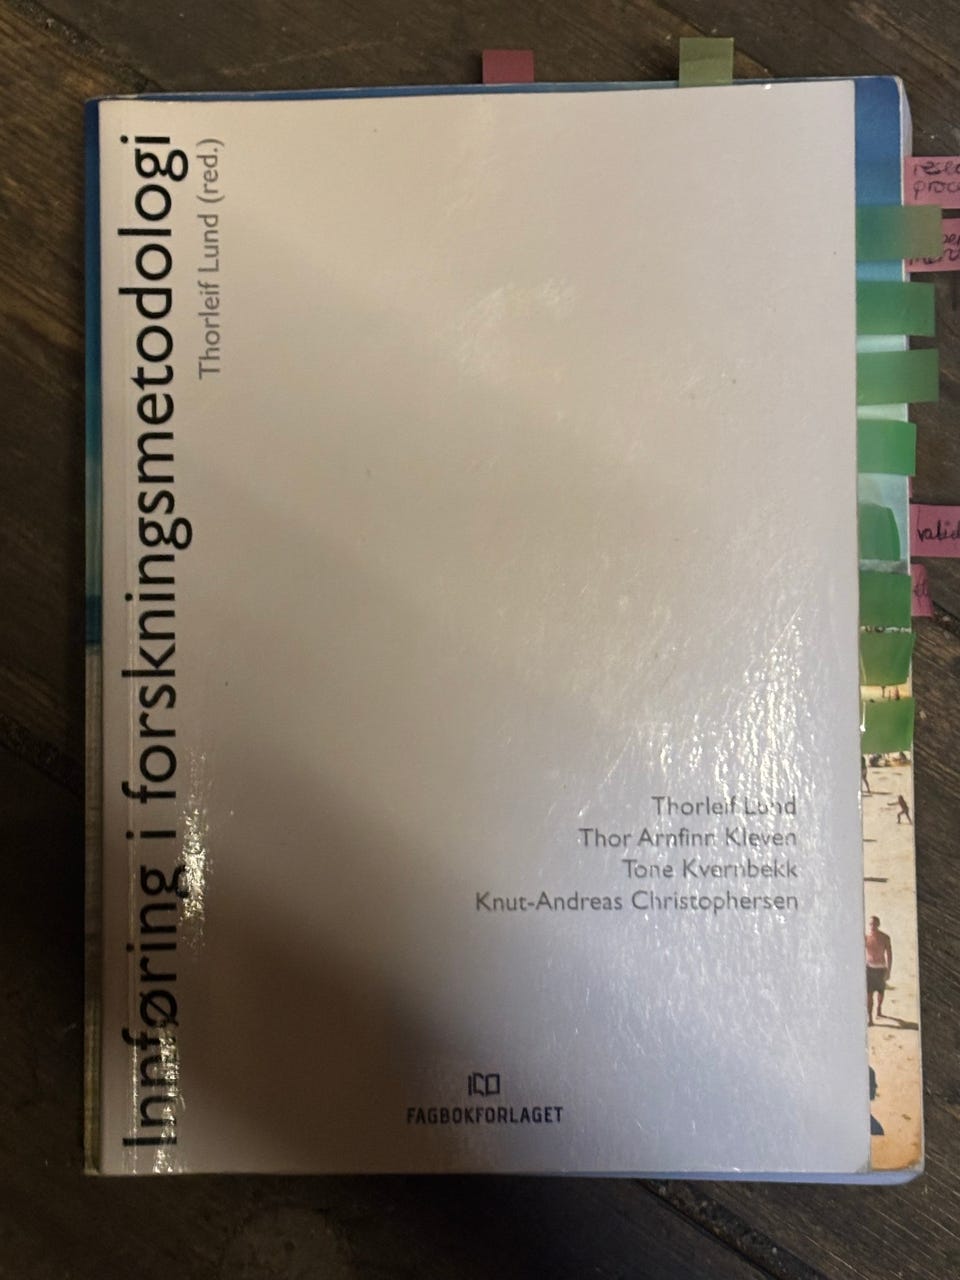 Innføring i forskningsmetodologi
Thorleif Lund (red.)
Thorleif Lund
Thor Arnfinn Kleven
Tone Kvernbekk
Knut-Andreas Christophersen
FAGBOKFORLAGET